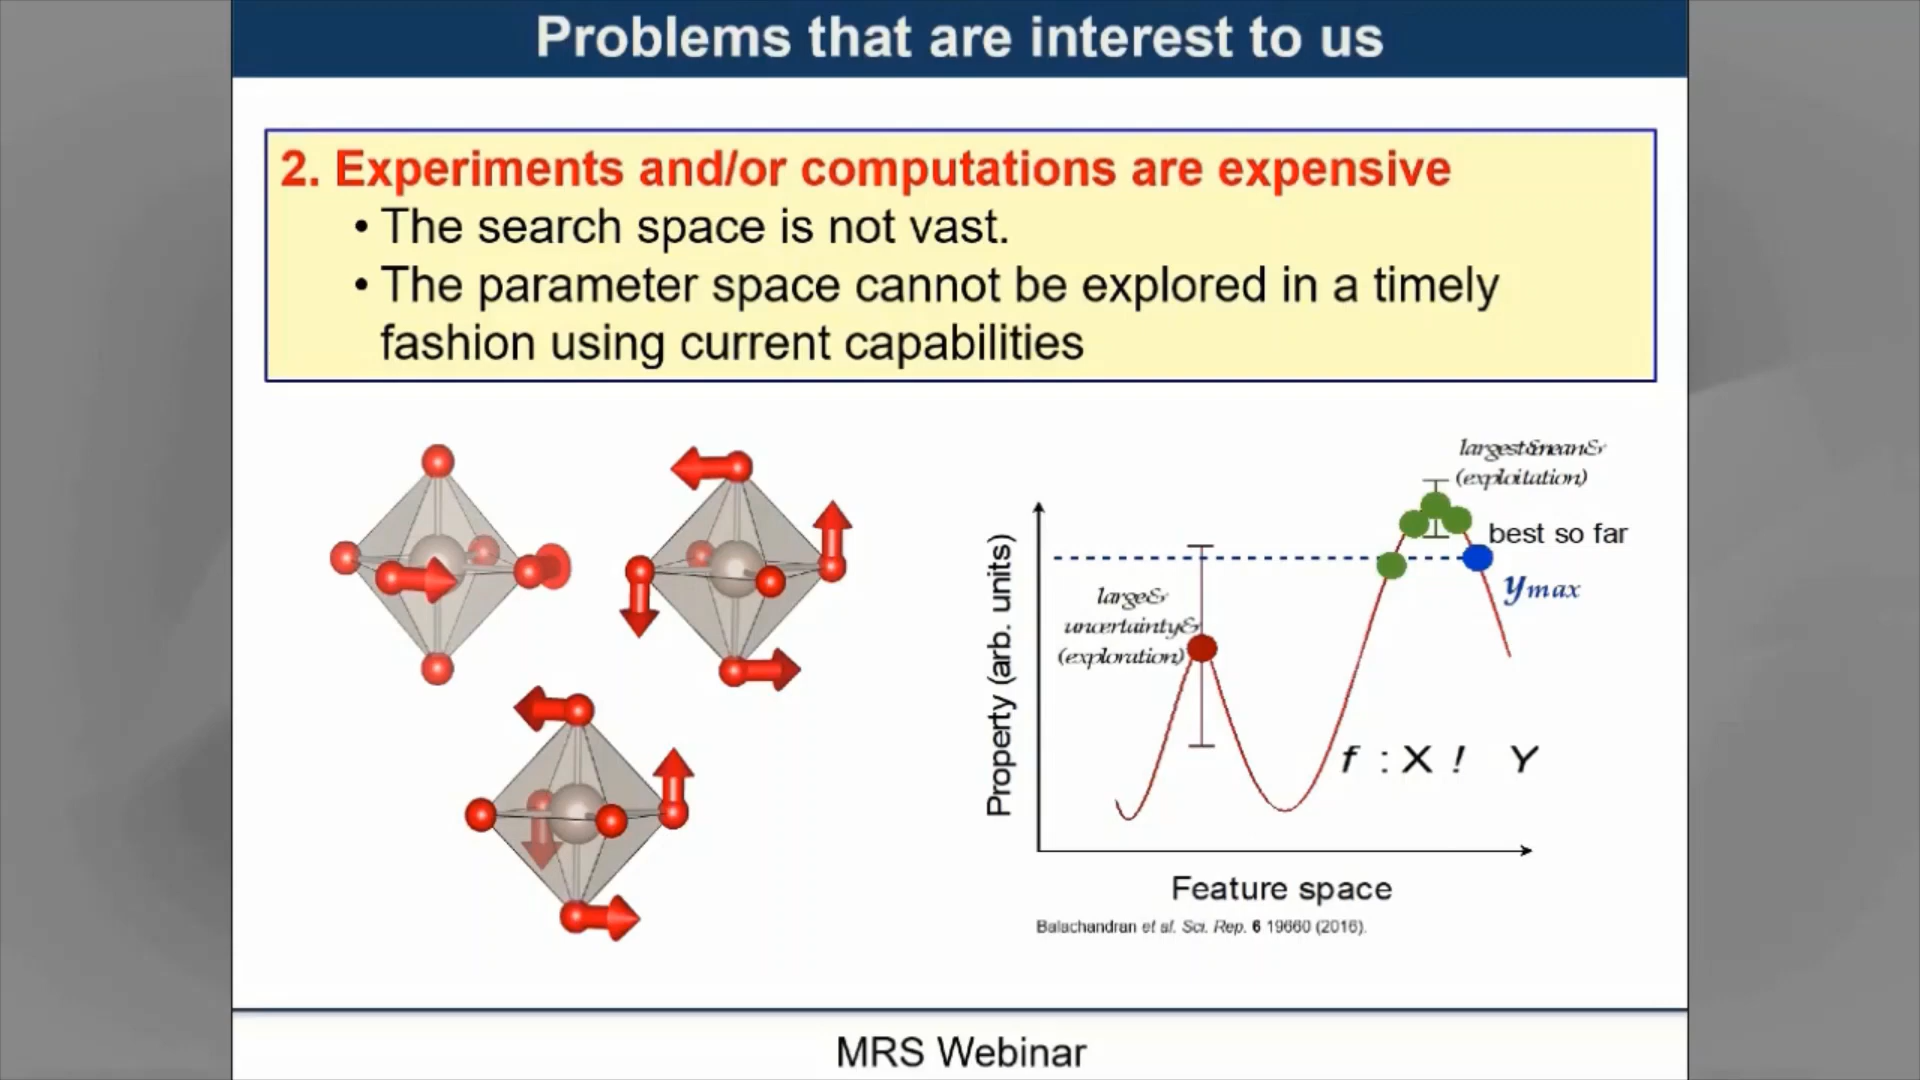 Problems that are interest to us
2. Experiments and/or computations are expensive
• The search space is not vast.
• The parameter space cannot be explored in a timely
fashion using current capabilities
largest&mean&
(exploitation)
best so far
ymax
large&
uncertainty&
(exploration)
Property (arb. units)
f : X ! Y
Feature space
Balachandran et al. Sci. Rep. 6 19660 (2016).
MRS Webinar